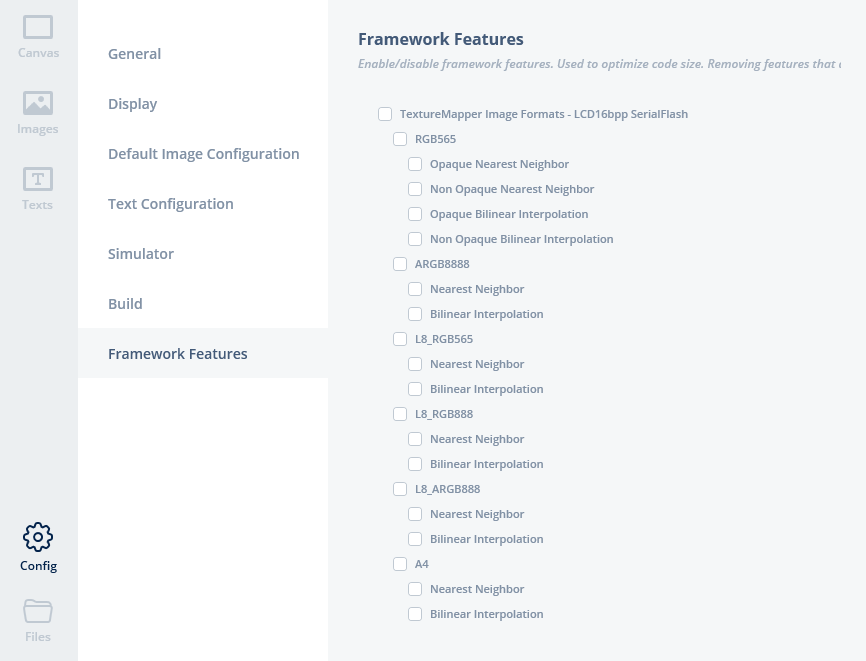 Canvas
Images
Texts
Config
Files
General
Display
Default Image Configuration
Text Configuration
Simulator
Build
Framework Features
Framework Features
Enable/disable framework features. Used to optimize code size. Removing features that
TextureMapper Image Formats - LCD16bpp SerialFlash
RGB565
Opaque Nearest Neighbor
Non Opaque Nearest Neighbor
Opaque Bilinear Interpolation
Non Opaque Bilinear Interpolation
ARGB8888
Nearest Neighbor
Bilinear Interpolation
L8_RGB565
Nearest Neighbor
Bilinear Interpolation
L8_RGB888
Nearest Neighbor
Bilinear Interpolation
L8_ARGB888
Nearest Neighbor
Bilinear Interpolation
A4
Nearest Neighbor
Bilinear Interpolation